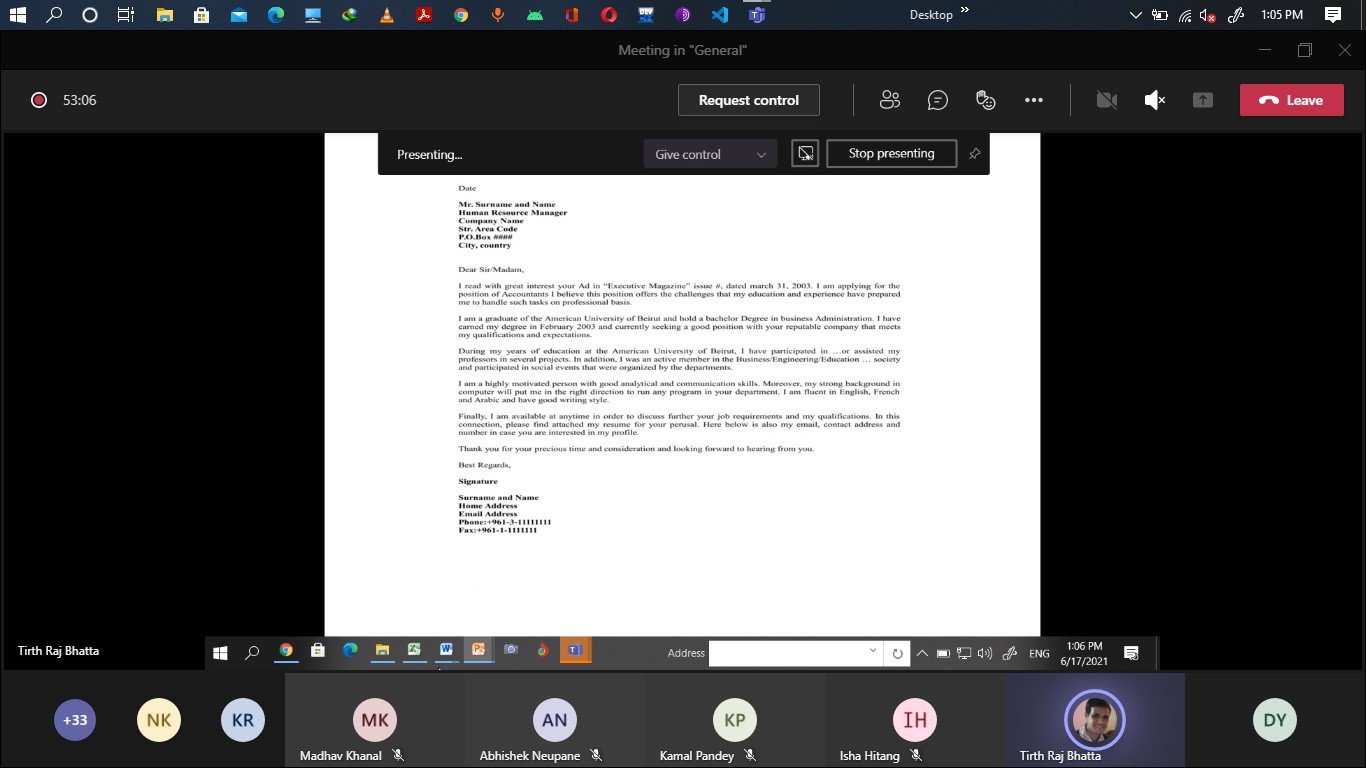 Desktop
1:05 PM
Meeting in "General"
53:06
Request control
Leave
Presenting...
Give control
Stop presenting
Date
Mr. Surname and Name
Human Resource Manager
Company Name
Str. Area Code
P.O.Box ####
City, country
Dear Sir/Madam,
I read with great interest your Ad in “Executive Magazine” issue #, dated march 31, 2003. I am applying for the
position of Accountants I believe this position offers the challenges that my education and experience have prepared
me to handle such tasks on professional basis.
I am a graduate of the American University of Beirut and hold a bachelor Degree in business Administration. I have
earned my degree in February 2003 and currently seeking a good position with your reputable company that meets
my qualifications and expectations.
During my years of education at the American University of Beirut, I have participated in …or assisted my
professors in several projects. In addition, I was an active member in the Business/Engineering/Education … society
and participated in social events that were organized by the departments.
I am a highly motivated person with good analytical and communication skills. Moreover, my strong background in
computer will put me in the right direction to run any program in your department. I am fluent in English, French
and Arabic and have good writing style.
Finally, I am available at anytime in order to discuss further your job requirements and my qualifications. In this
connection, please find attached my resume for your perusal. Here below is also my email, contact address and
number in case you are interested in my profile.
Thank you for your precious time and consideration and looking forward to hearing from you.
Best Regards,
Signature
Surname and Name
Home Address
Email Address
Phone:+961-3-11111111
Fax:+961-1-1111111
Tirth Raj Bhatta
Address
ENG
1:06 PM
6/17/2021
+33
NK
KR
MK
Madhav Khanal
AN
Abhishek Neupane
KP
Kamal Pandey
IH
Isha Hitang
Tirth Raj Bhatta
DY